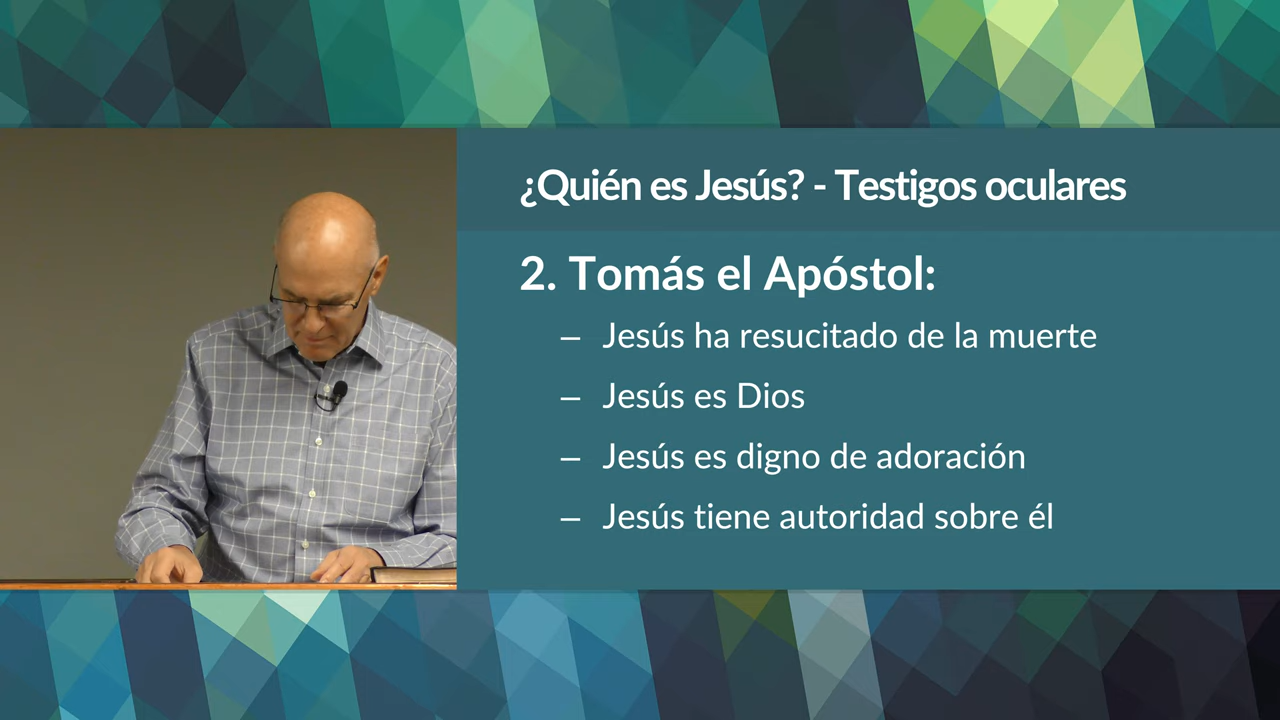 ¿Quién es Jesús? - Testigos oculares
2. Tomás el Apóstol:
– Jesús ha resucitado de la muerte
– Jesús es Dios
– Jesús es digno de adoración
– Jesús tiene autoridad sobre él